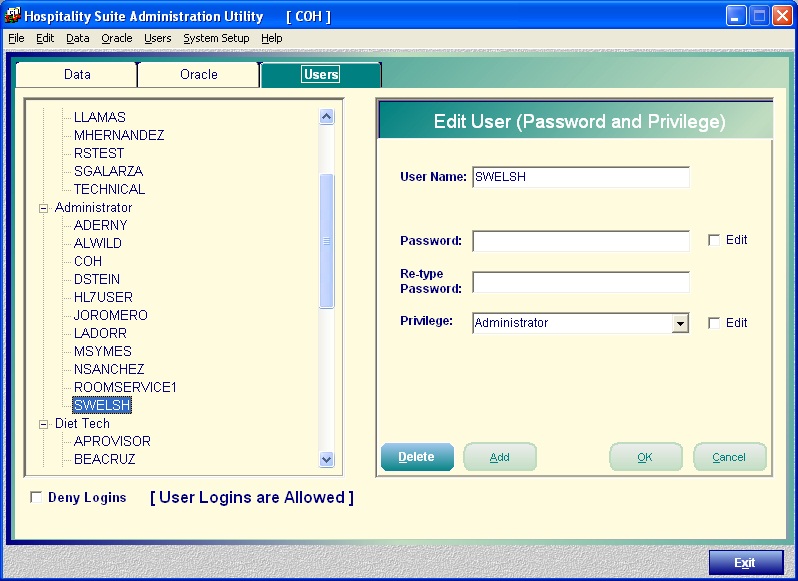 Hospitality Suite Administration Utility [ COH ]
File Edit Data Oracle Users System Setup Help
Data Oracle Users
LLAMAS
MHERNANDEZ
RSTEST
SGALARZA
TECHNICAL
Administrator
ADERNY
ALWILD
COH
DSTEIN
HL7USER
JOROMERO
LADORR
MSYMES
NSANCHEZ
ROOMSERVICE1
SWELSH
Diet Tech
APROVISOR
BEACRUZ
Edit User (Password and Privilege)
User Name: SWELSH
Password: Edit
Re-type
Password:
Privilege: Administrator Edit
Delete Add OK Cancel
Deny Logins [ User Logins are Allowed ]
Exit